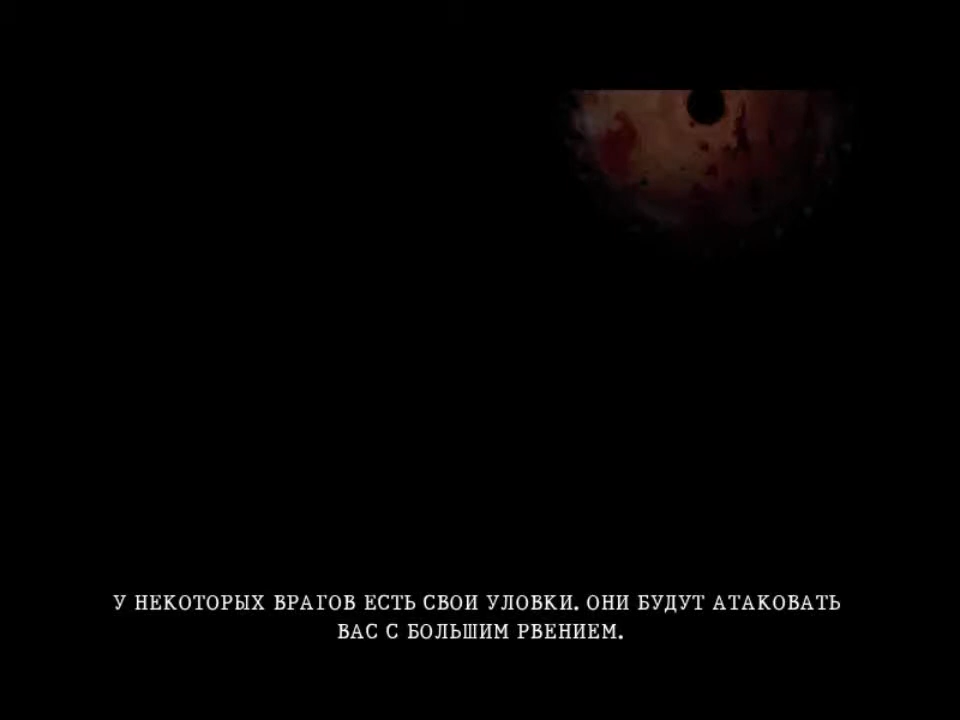 У НЕКОТОРЫХ ВРАГОВ ЕСТЬ СВОИ УЛОВКИ. ОНИ БУДУТ АТАКОВАТЬ
ВАС С БОЛЬШИМ РВЕНИЕМ.